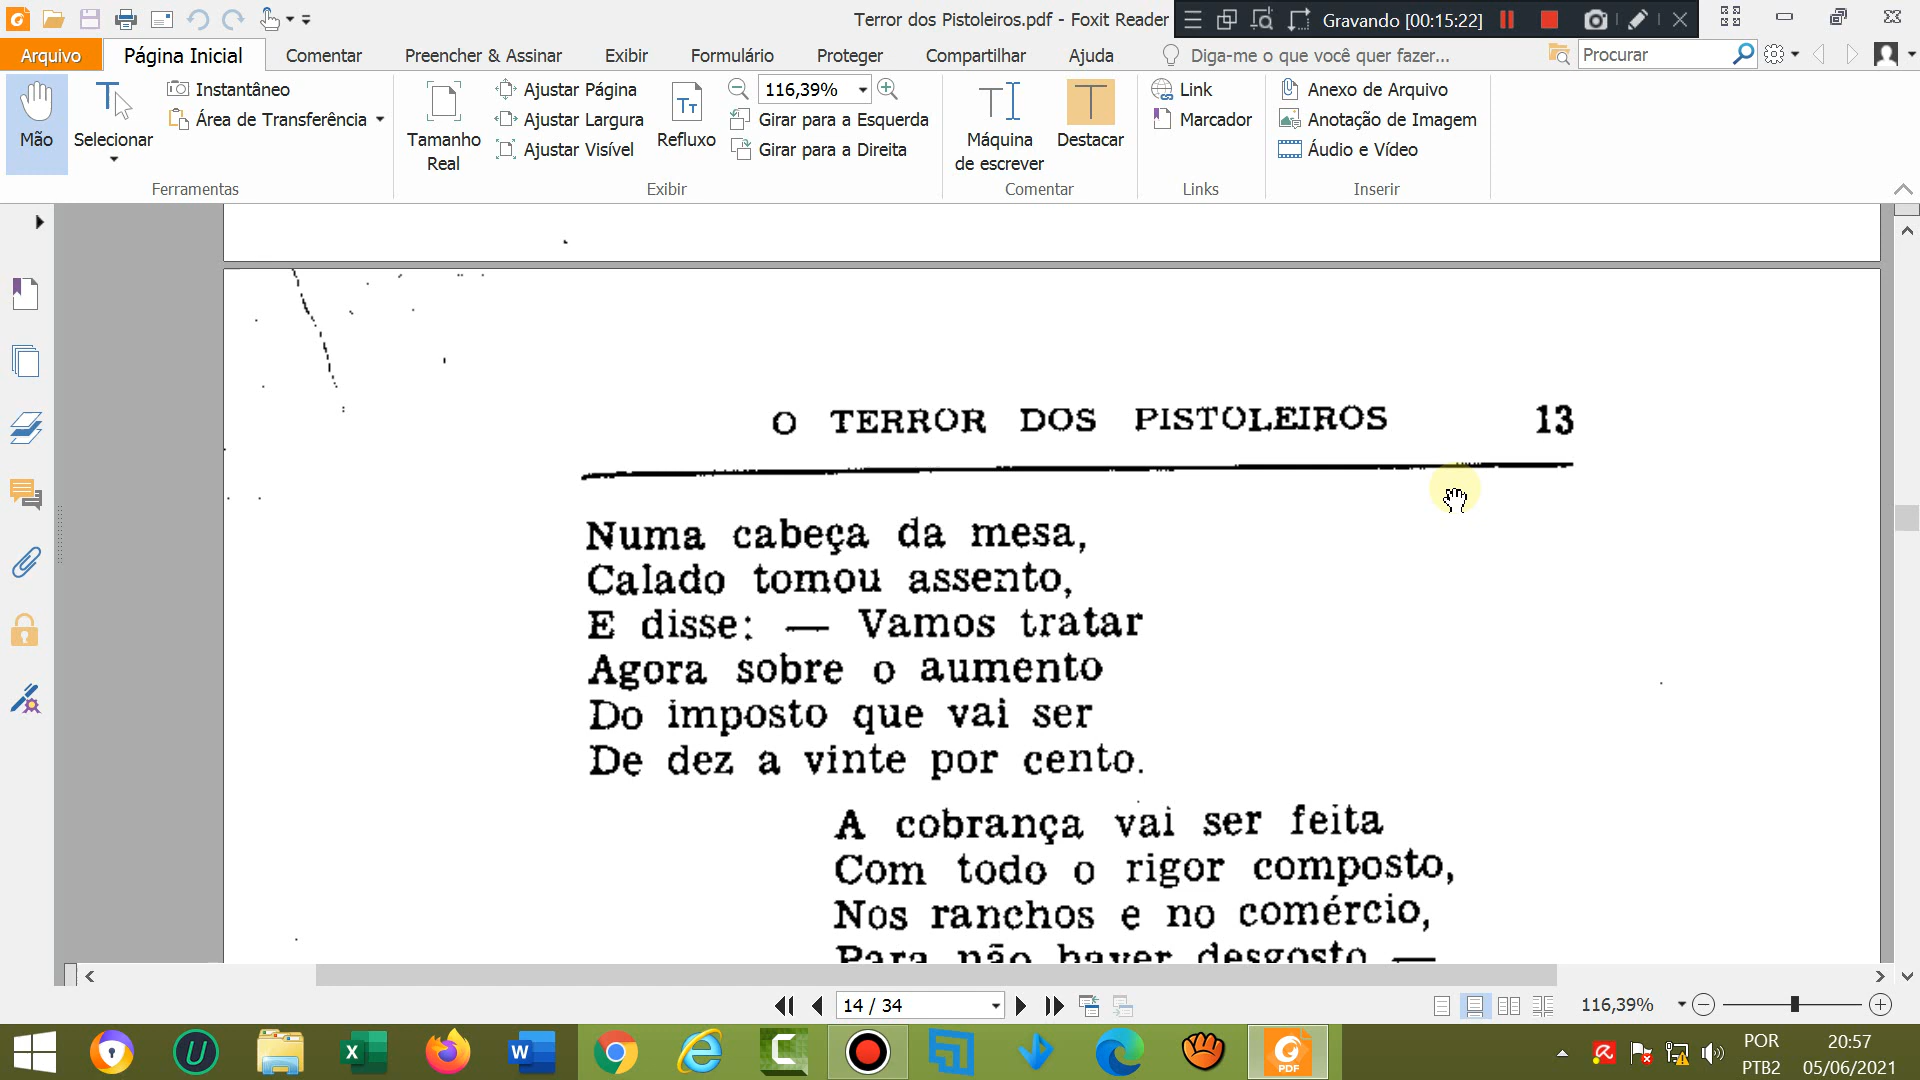 Terror dos Pistoleiros.pdf - Foxit Reader
Gravando [00:15:22]
Arquivo
Página Inicial
Comentar
Preencher & Assinar
Exibir
Formulário
Proteger
Compartilhar
Ajuda
Diga-me o que você quer fazer...
Procurar
Mão
Selecionar
Instantâneo
Área de Transferência
Ferramentas
Tamanho
Real
Ajustar Página
Ajustar Largura
Ajustar Visível
Refluxo
116,39%
Girar para a Esquerda
Girar para a Direita
Exibir
Máquina
de escrever
Destacar
Comentar
Link
Marcador
Links
Anexo de Arquivo
Anotação de Imagem
Áudio e Vídeo
Inserir
O TERROR DOS PISTOLEIROS 13
Numa cabeça da mesa,
Calado tomou assento,
E disse: — Vamos tratar
Agora sobre o aumento
Do imposto que vai ser
De dez a vinte por cento.
A cobrança vai ser feita
Com todo o rigor composto,
Nos ranchos e no comércio,
Para não haver desgosto —
14 / 34
116,39%
POR
PTB2
20:57
05/06/2021